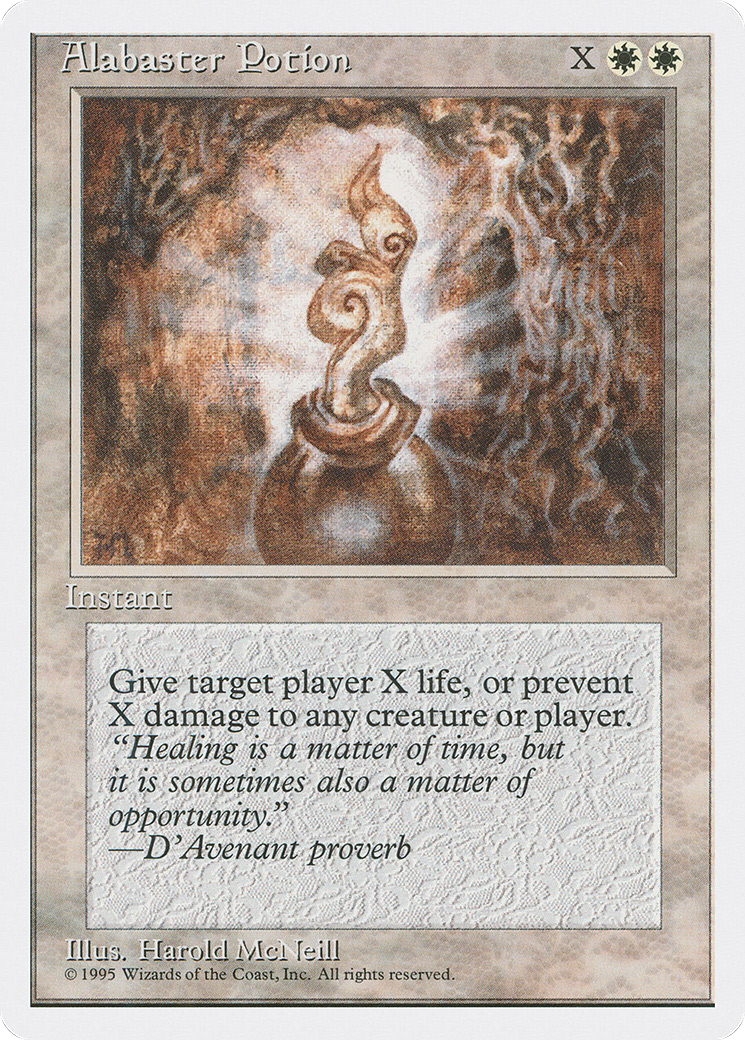 Alabaster Potion X
Instant
Give target player X life, or prevent
X damage to any creature or player.
“Healing is a matter of time, but
it is sometimes also a matter of
opportunity.”
—D’Avenant proverb
Illus. Harold McNeill
© 1995 Wizards of the Coast, Inc. All rights reserved.